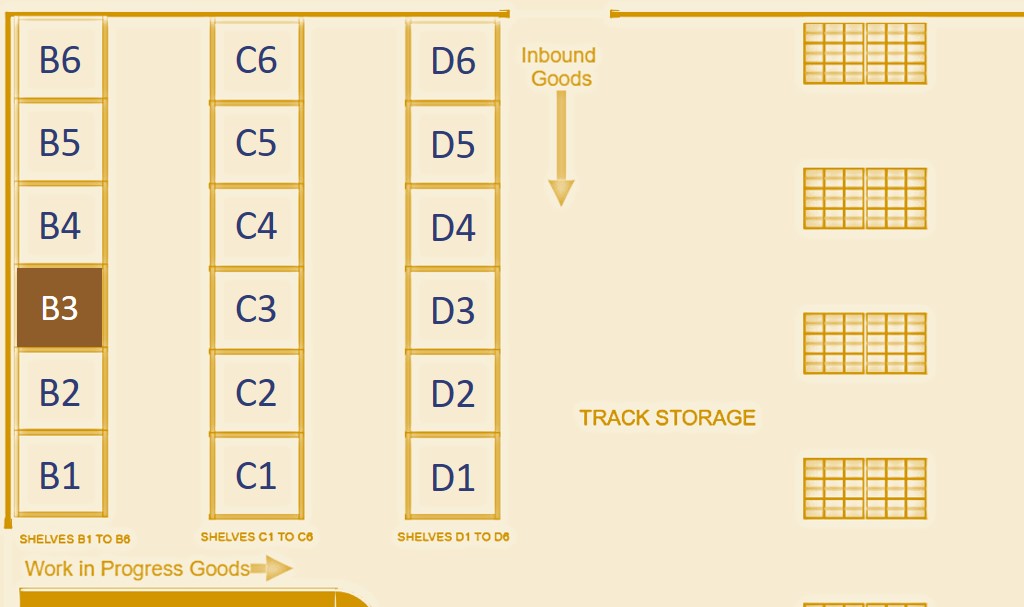 B6 C6 D6
Inbound
Goods
B5 C5 D5
B4 C4 D4
B3 C3 D3
B2 C2 D2
TRACK STORAGE
B1 C1 D1
SHELVES B1 TO B6 SHELVES C1 TO C6 SHELVES D1 TO D6
Work in Progress Goods